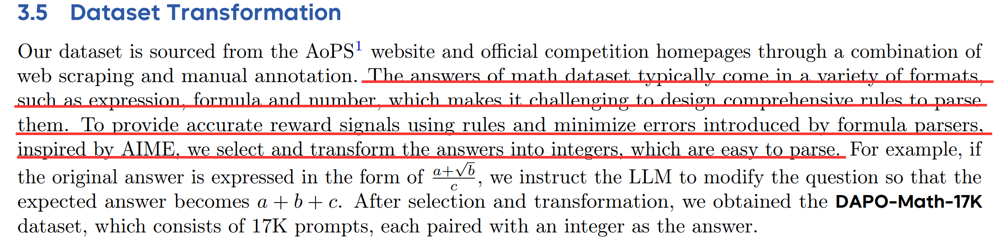 3.5 Dataset Transformation
Our dataset is sourced from the AoPS¹ website and official competition homepages through a combination of
web scraping and manual annotation. The answers of math dataset typically come in a variety of formats,
such as expression, formula and number, which makes it challenging to design comprehensive rules to parse
them. To provide accurate reward signals using rules and minimize errors introduced by formula parsers,
inspired by AIME, we select and transform the answers into integers, which are easy to parse. For example, if
the original answer is expressed in the form of \frac{a+\sqrt{b}}{c}, we instruct the LLM to modify the question so that the
expected answer becomes a + b + c. After selection and transformation, we obtained the DAPO-Math-17K
dataset, which consists of 17K prompts, each paired with an integer as the answer.